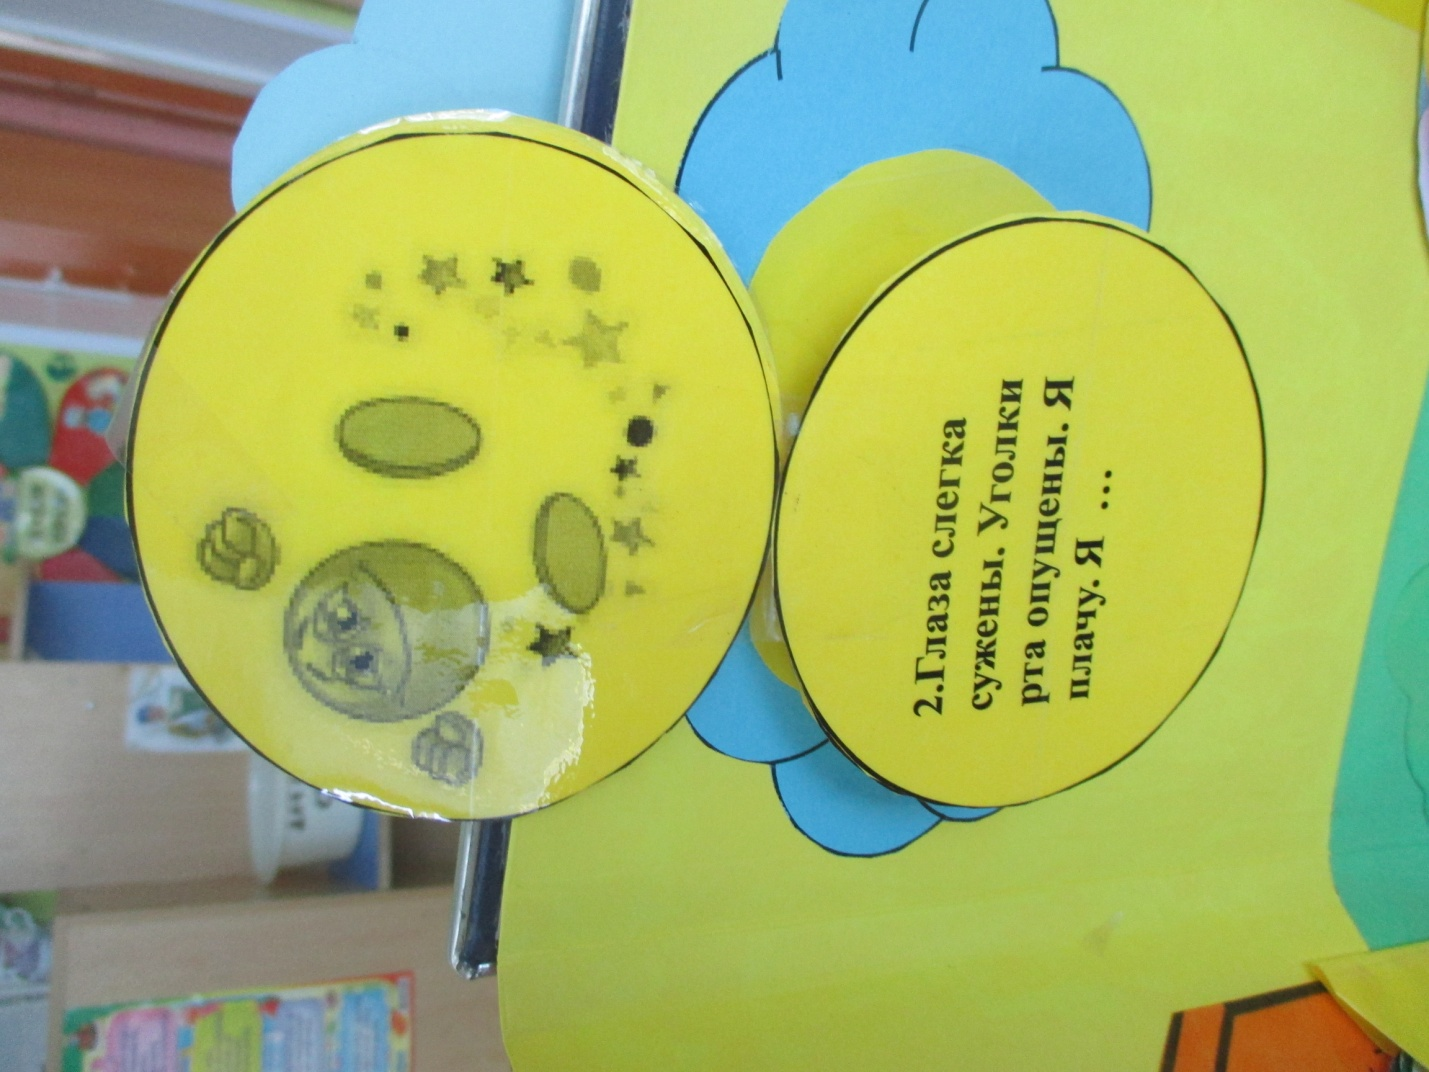 2.Глаза слегка
сужены. Уголки
рта опущены. Я
плачу. Я ...